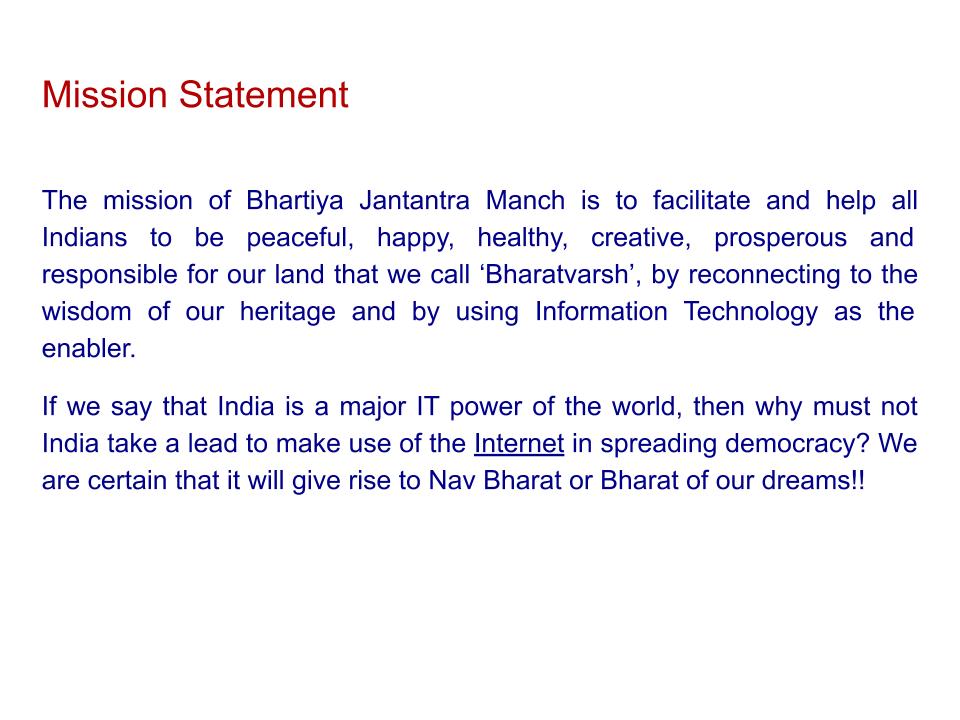 Mission Statement
The mission of Bhartiya Jantantra Manch is to facilitate and help all
Indians to be peaceful, happy, healthy, creative, prosperous and
responsible for our land that we call ‘Bharatvarsh’, by reconnecting to the
wisdom of our heritage and by using Information Technology as the
enabler.
If we say that India is a major IT power of the world, then why must not
India take a lead to make use of the Internet in spreading democracy? We
are certain that it will give rise to Nav Bharat or Bharat of our dreams!!